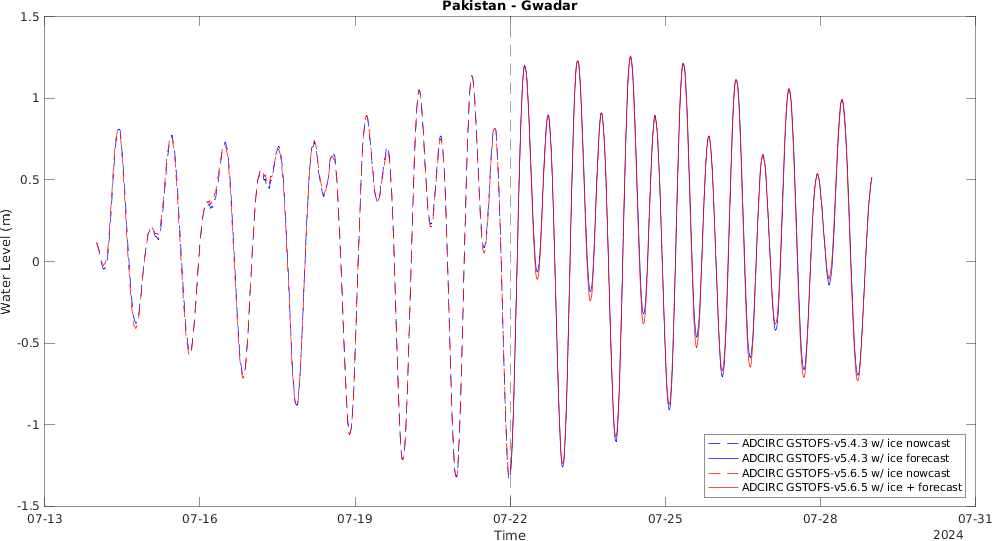 Pakistan - Gwadar
1.5
1
0.5
0
-0.5
-1
-1.5
Water Level (m)
07-13
07-16
07-19
07-22
07-25
07-28
07-31
Time
2024
ADCIRC GSTOFS-v5.4.3 w/ ice nowcast
ADCIRC GSTOFS-v5.4.3 w/ ice forecast
ADCIRC GSTOFS-v5.6.5 w/ ice nowcast
ADCIRC GSTOFS-v5.6.5 w/ ice + forecast